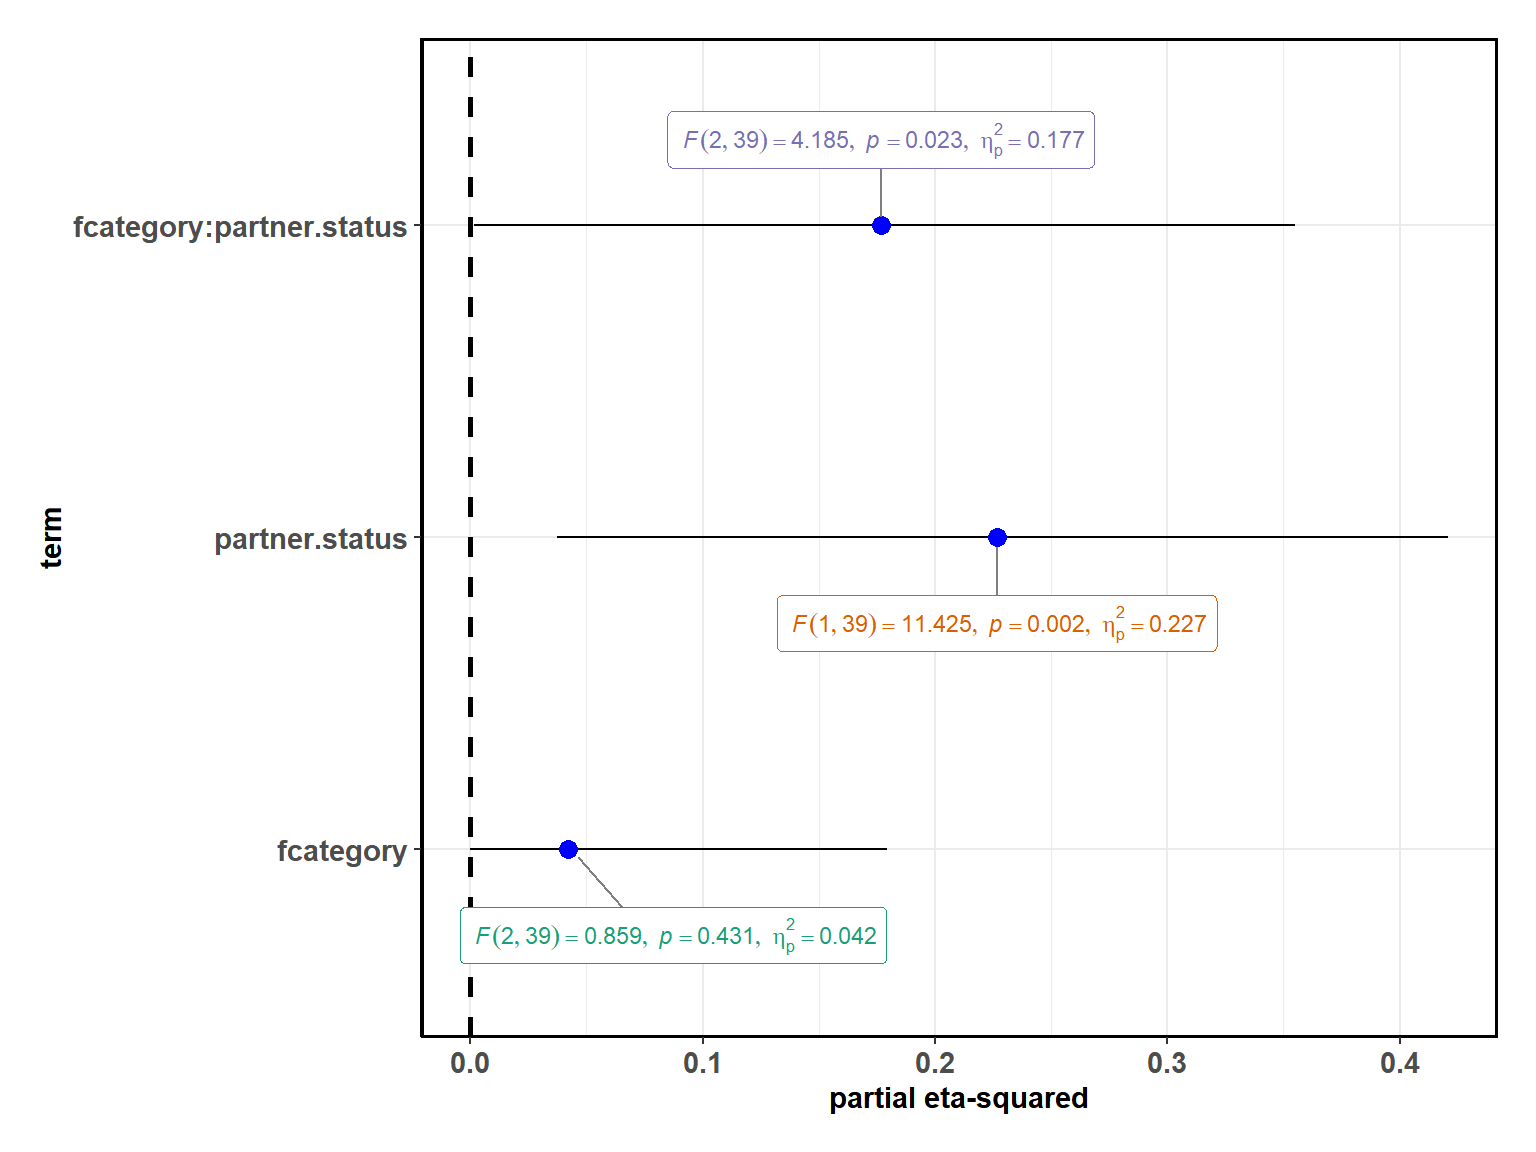 F(2, 39) = 4.185, p = 0.023, η²ₚ = 0.177
fcategory:partner.status
partner.status
F(1, 39) = 11.425, p = 0.002, η²ₚ = 0.227
term
fcategory
F(2, 39) = 0.859, p = 0.431, η²ₚ = 0.042
0.0 0.1 0.2 0.3 0.4
partial eta-squared